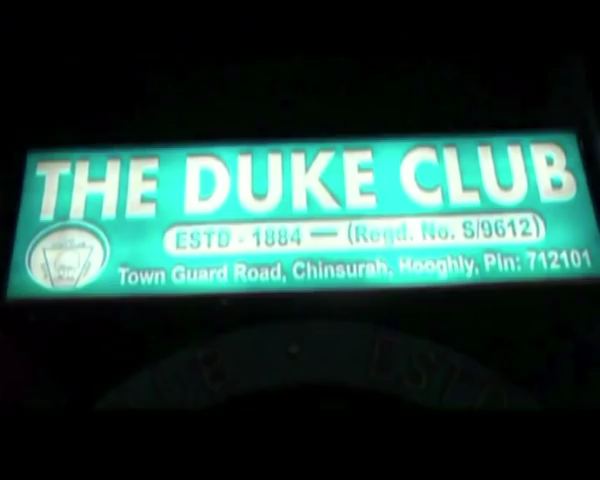 THE DUKE CLUB
ESTD - 1884 — (Regd. No. S/9612)
Town Guard Road, Chinsurah, Hooghly, Pin: 712101